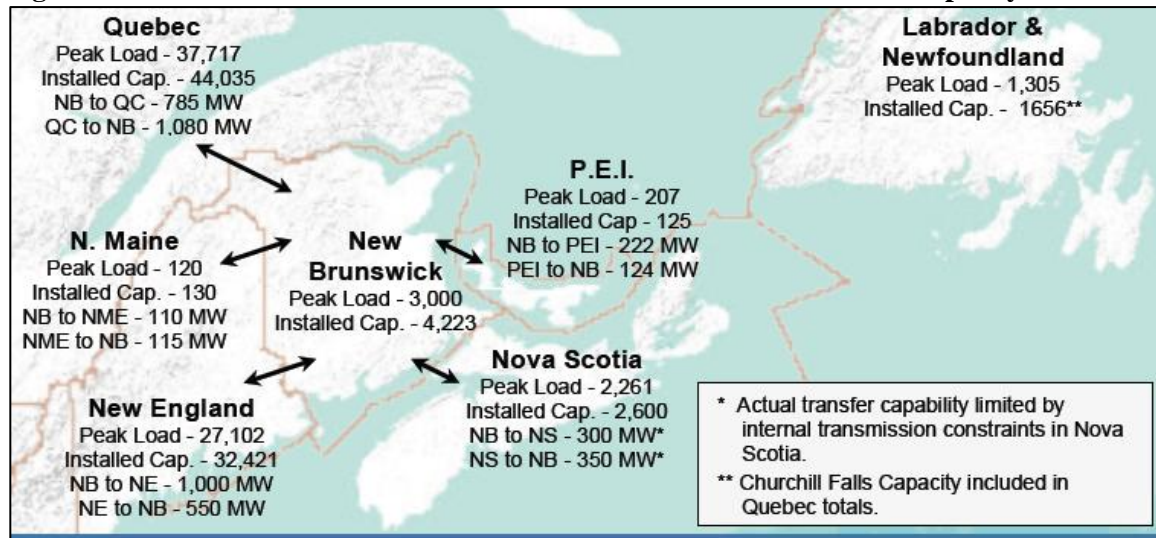 Quebec
Peak Load - 37,717
Installed Cap. - 44,035
NB to QC - 785 MW
QC to NB - 1,080 MW
Labrador &
Newfoundland
Peak Load - 1,305
Installed Cap. - 1656**
P.E.I.
Peak Load - 207
Installed Cap - 125
NB to PEI - 222 MW
PEI to NB - 124 MW
N. Maine
Peak Load - 120
Installed Cap. - 130
NB to NME - 110 MW
NME to NB - 115 MW
New
Brunswick
Peak Load - 3,000
Installed Cap. - 4,223
New England
Peak Load - 27,102
Installed Cap. - 32,421
NB to NE - 1,000 MW
NE to NB - 550 MW
Nova Scotia
Peak Load - 2,261
Installed Cap. - 2,600
NB to NS - 300 MW*
NS to NB - 350 MW*
* Actual transfer capability limited by
internal transmission constraints in Nova
Scotia.
** Churchill Falls Capacity included in
Quebec totals.